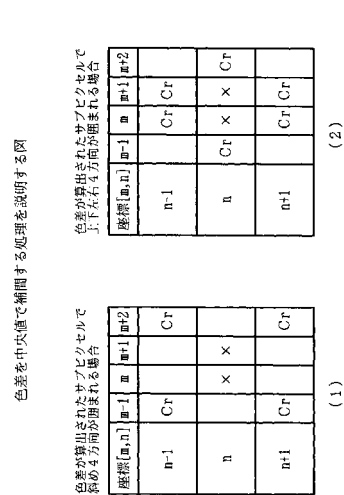 色差を中央値で補間する処理を説明する図
色差が算出されたサブピクセルで
斜め4方向が囲まれる場合
座標[m,n] m-1 m m+1 m+2
n-1 Cr Cr
n × ×
n+1 Cr Cr
(1)
色差が算出されたサブピクセルで
上下左右4方向が囲まれる場合
座標[m,n] m-1 m m+1 m+2
n-1 Cr Cr
n Cr × × Cr
n+1 Cr Cr
(2)